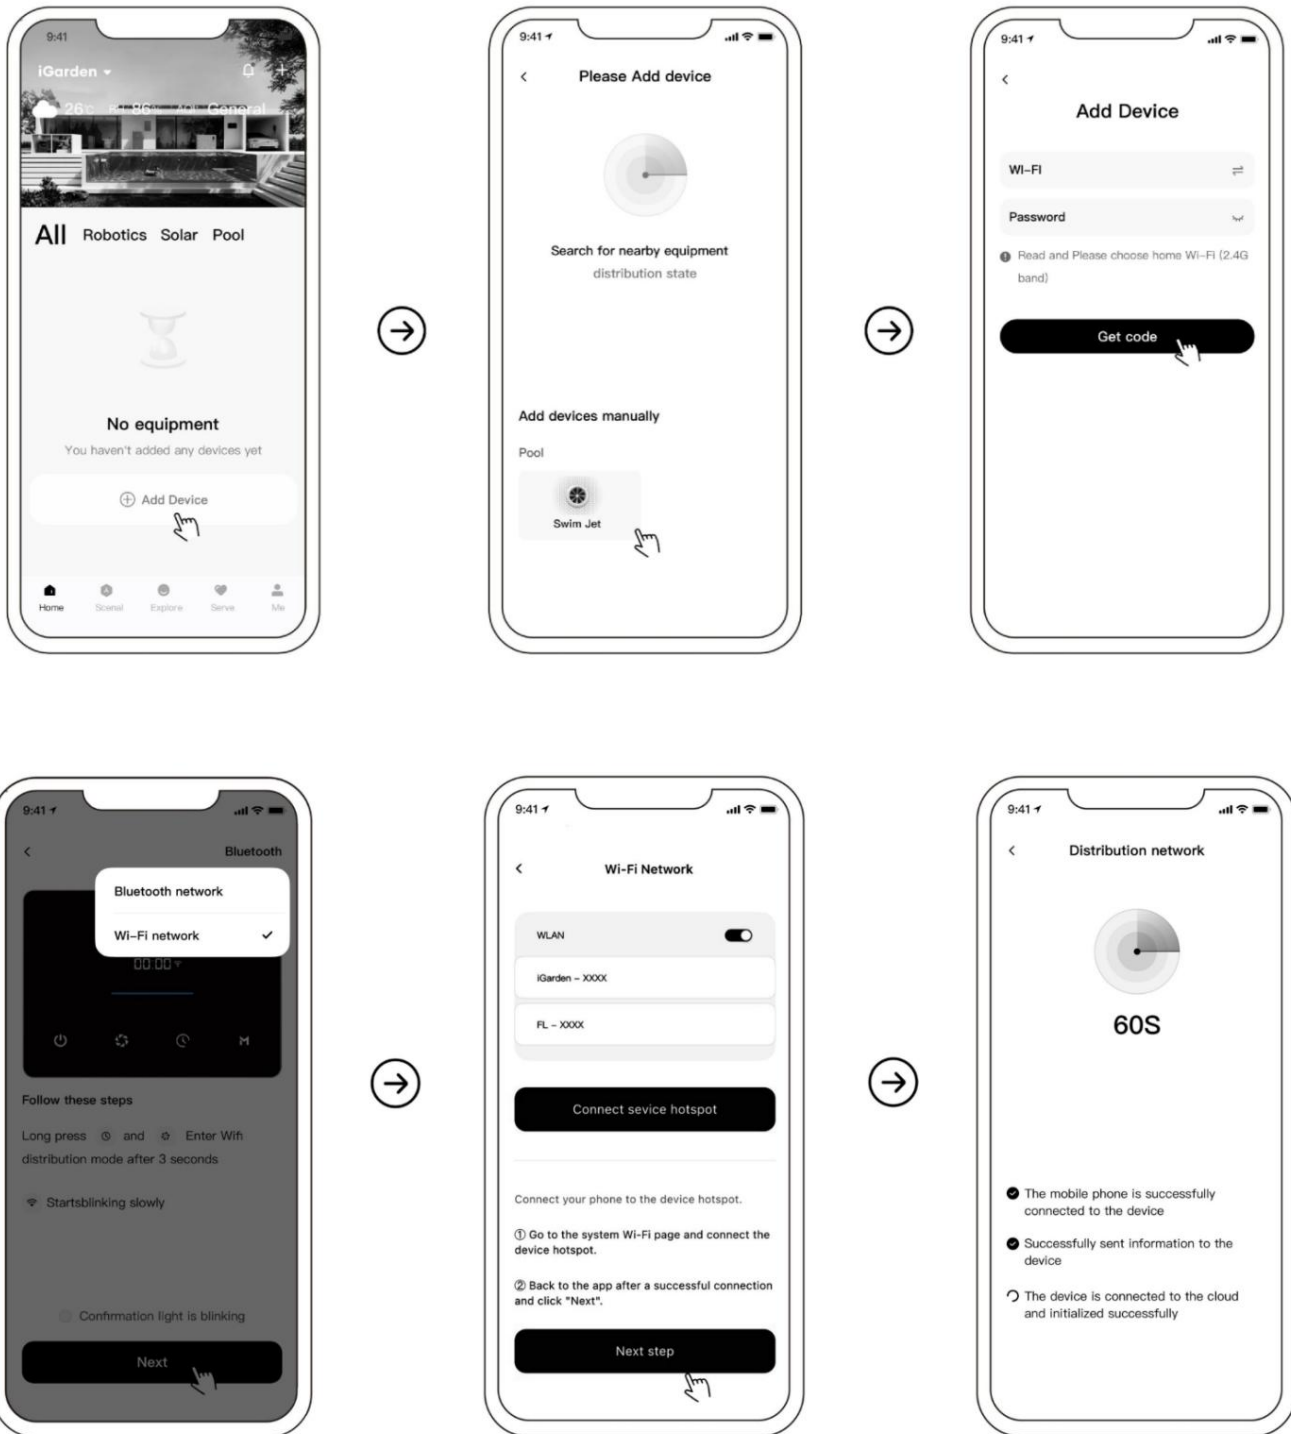 9:41
iGarden
26°C 86% General
All Robotics Solar Pool
No equipment
You haven't added any devices yet
Add Device
Home Scenal Explore Serve Me
9:41
Please Add device
Search for nearby equipment
distribution state
Add devices manually
Pool
Swim Jet
9:41
Add Device
WI-FI
Password
Read and Please choose home Wi-Fi (2.4G
band)
Get code
9:41
Bluetooth
Bluetooth network
Wi-Fi network
00:00
M
Follow these steps
Long press and Enter Wifi
distribution mode after 3 seconds
Startsblinking slowly
Confirmation light is blinking
Next
9:41
Wi-Fi Network
WLAN
iGarden - XXXX
FL - XXXX
Connect sevice hotspot
Connect your phone to the device hotspot.
① Go to the system Wi-Fi page and connect the
device hotspot.
② Back to the app after a successful connection
and click "Next".
Next step
9:41
Distribution network
60S
The mobile phone is successfully
connected to the device
Successfully sent information to the
device
The device is connected to the cloud
and initialized successfully